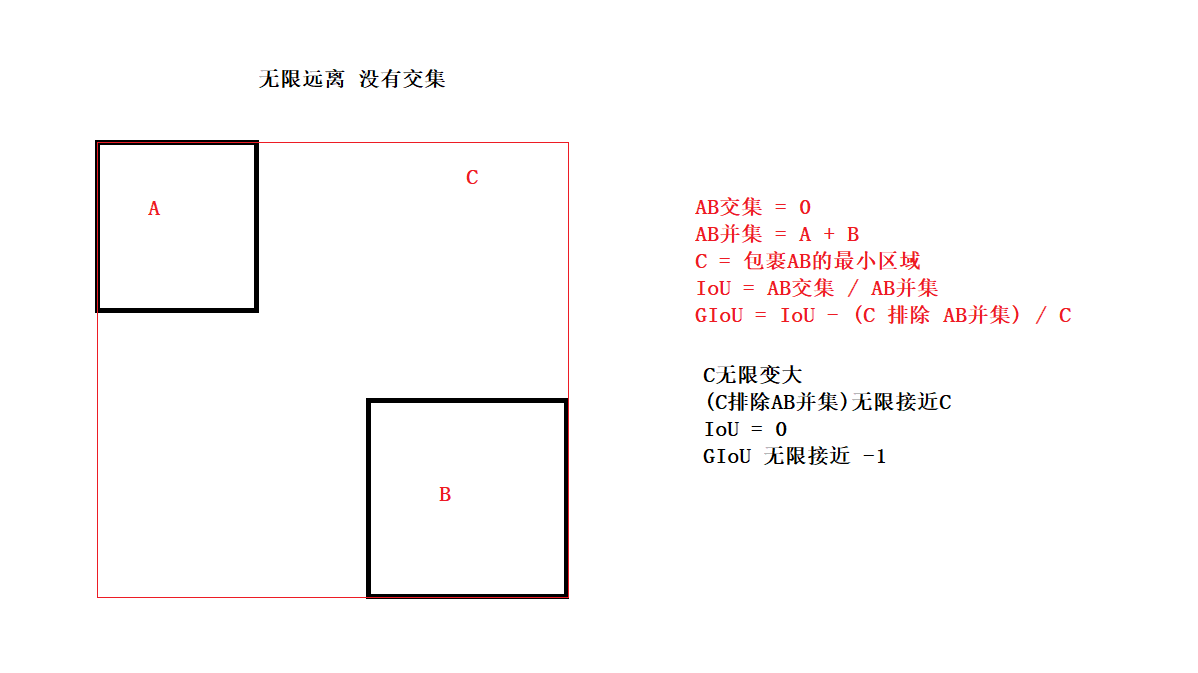 无限远离 没有交集
A
C
B
AB交集 = 0
AB并集 = A + B
C = 包裹AB的最小区域
IoU = AB交集 / AB并集
GIoU = IoU - (C 排除 AB并集) / C
C无限变大
(C排除AB并集)无限接近C
IoU = 0
GIoU 无限接近 -1